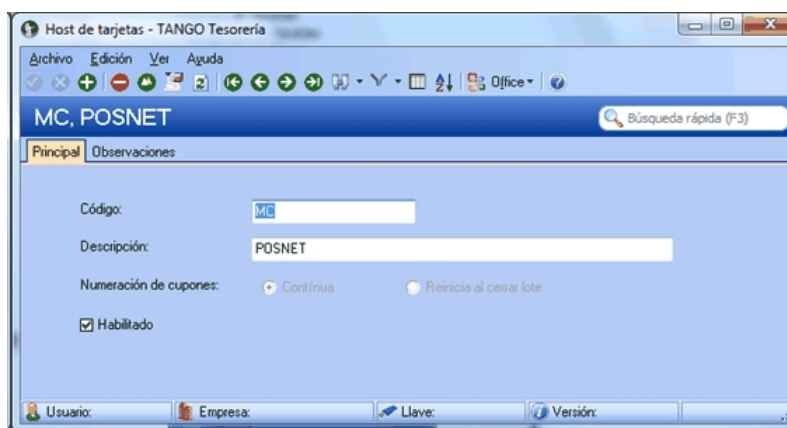 Host de tarjetas - TANGO Tesorería
Archivo Edición Ver Ayuda
Office
MC, POSNET
Búsqueda rápida (F3)
Principal Observaciones
Código: MC
Descripción: POSNET
Numeración de cupones: Contínua Reinicia al cerrar lote
Habilitado
Usuario: Empresa: Llave: Versión: